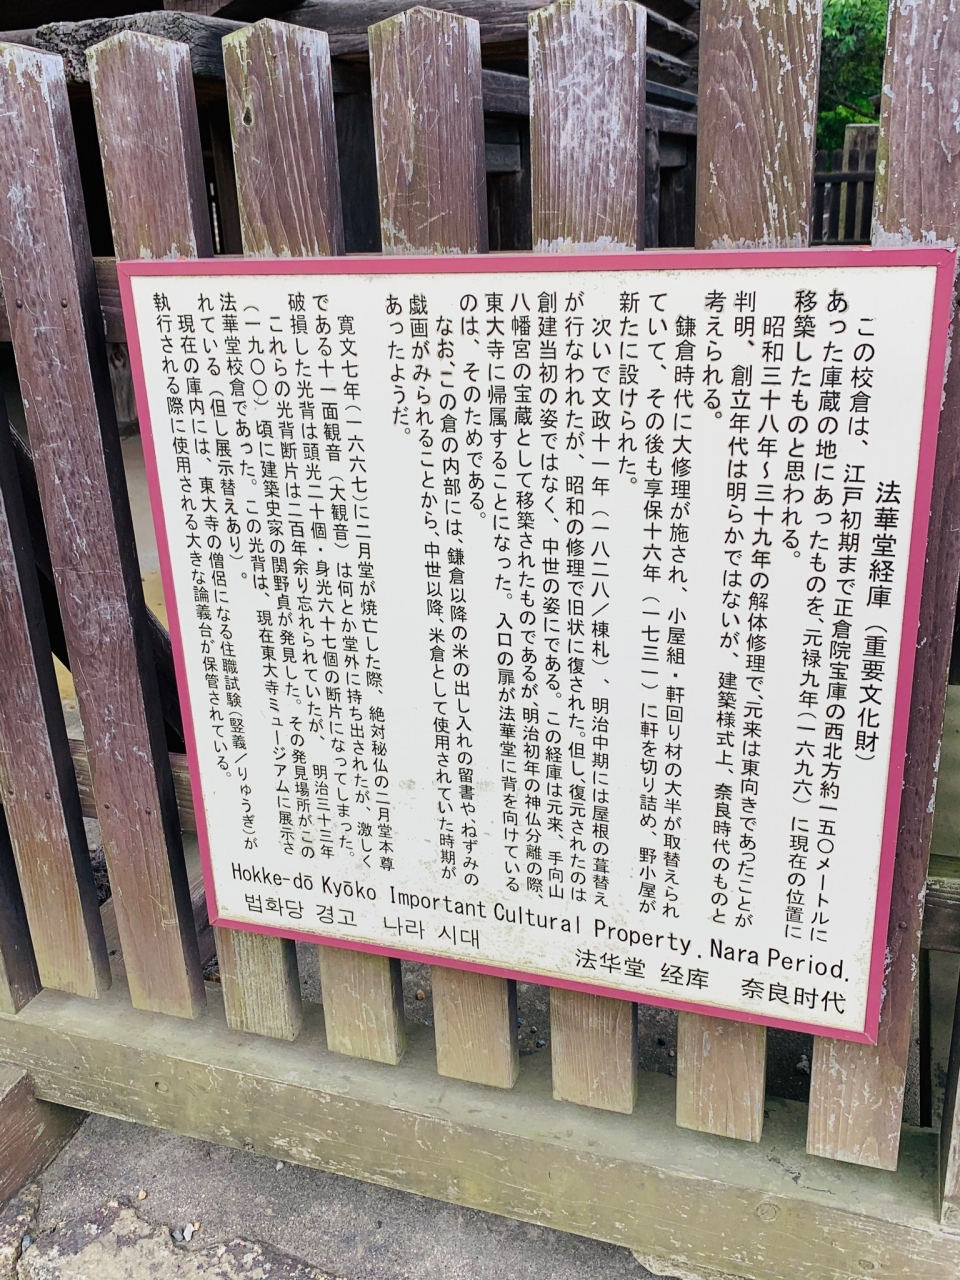 法華堂経庫（重要文化財）
この校倉は、江戸初期まで正倉院宝庫の西北方約一五〇メートルに
あった庫蔵の地にあったものを、元禄九年（一六九六）に現在の位置に
移築したものと思われる。
昭和三十八年～三十九年の解体修理で、元来は東向きであったことが
判明、創立年代は明らかではないが、建築様式上、奈良時代のものと
考えられる。
鎌倉時代に大修理が施され、小屋組・軒回り材の大半が取替えられ
ていて、その後も享保十六年（一七三一）に軒を切り詰め、野小屋が
新たに設けられた。
次いで文政十一年（一八二八／棟札）、明治中期には屋根の葺替え
が行なわれたが、昭和の修理で旧状に復された。但し、復元されたのは
創建当初の姿ではなく、中世の姿にである。この経庫は元来、手向山
八幡宮の宝蔵として移築されたものであるが、明治初年の神仏分離の際、
東大寺に帰属することになった。入口の扉が法華堂に背を向けている
のは、そのためである。
なお、この倉の内部には、鎌倉以降の米の出し入れの留書や、ねずみの
戯画がみられることから、中世以降、米倉として使用されていた時期が
あったようだ。
寛文七年（一六六七）に二月堂が焼亡した際、絶対秘仏の二月堂本尊
である十一面観音（大観音）は何とか堂外に持ち出されたが、激しく
破損した光背は頭光二十個・身光六十七個の断片になってしまった。
これらの光背断片は二百年余り忘れられていたが、明治三十三年
（一九〇〇）頃に建築史家の関野貞が発見した。その発見場所がこの
法華堂校倉であった。この光背は、現在東大寺ミュージアムに展示さ
れている（但し展示替えあり）。
現在の庫内には、東大寺の僧侶になる住職試験（竪義／りゅうぎ）が
執行される際に使用される大きな論義台が保管されている。
Hokke-dō Kyōko Important Cultural Property. Nara Period.
법화당 경고 나라 시대
法华堂 经库 奈良时代